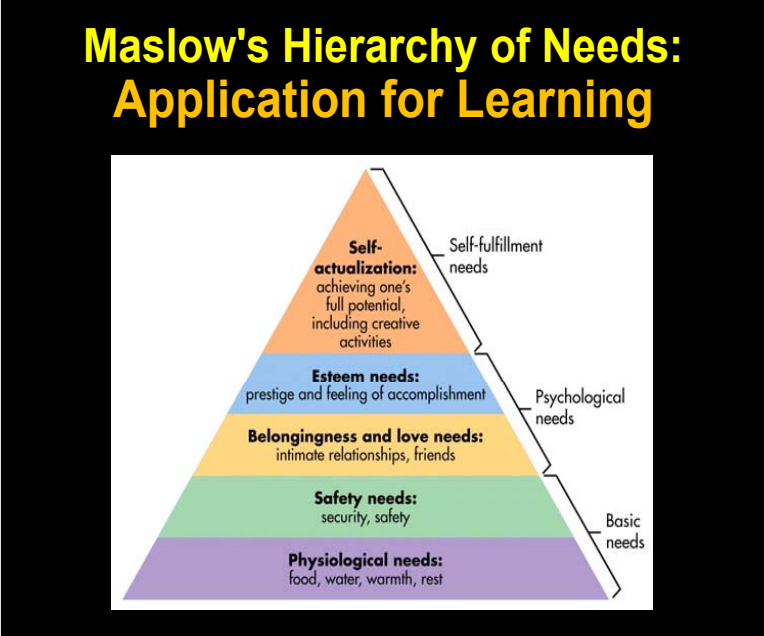 Maslow's Hierarchy of Needs:
Application for Learning
Self-
actualization:
achieving one's
full potential,
including creative
activities
Self-fulfillment
needs
Esteem needs:
prestige and feeling of accomplishment
Psychological
needs
Belongingness and love needs:
intimate relationships, friends
Safety needs:
security, safety
Basic
needs
Physiological needs:
food, water, warmth, rest